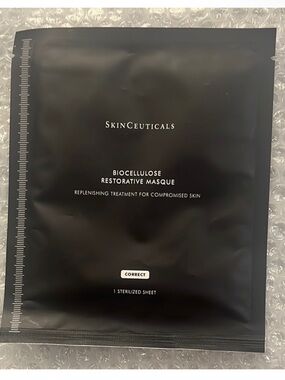 SKINCEUTICALS
BIOCELLULOSE
RESTORATIVE MASQUE
REPLENISHING TREATMENT FOR COMPROMISED SKIN
CORRECT
1 STERILIZED SHEET